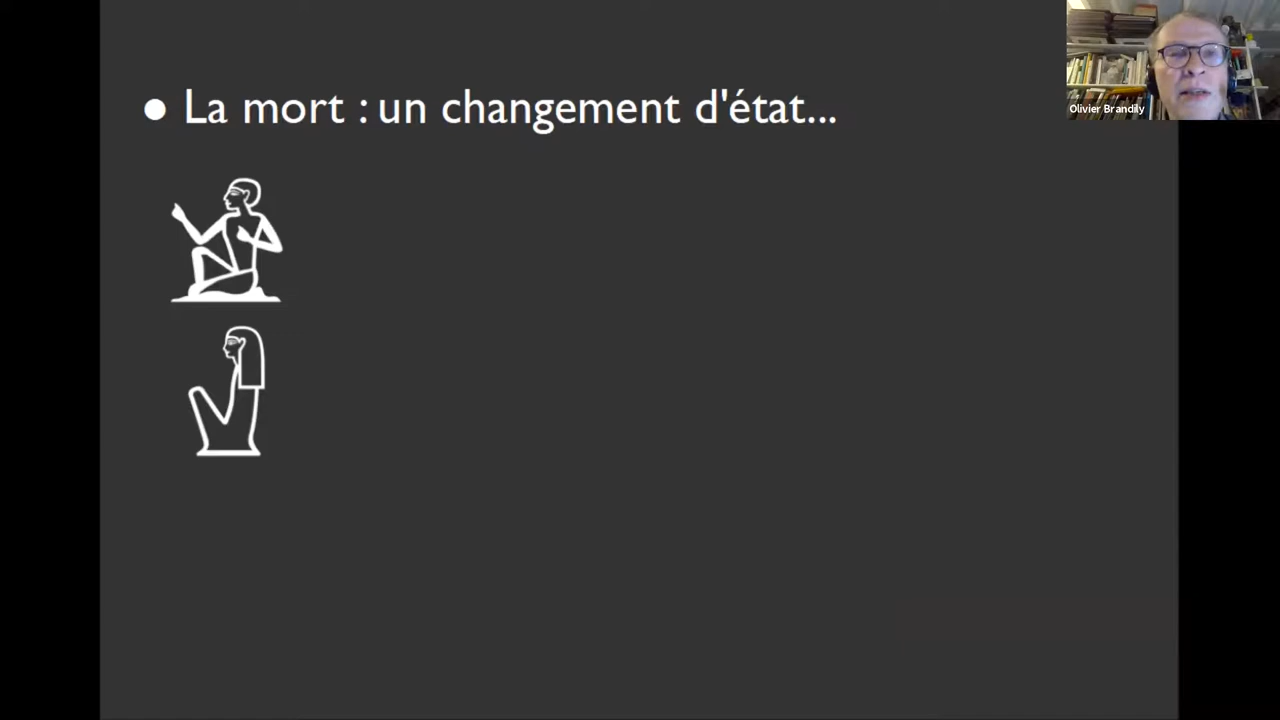 ● La mort : un changement d'état...
Olivier Brandily